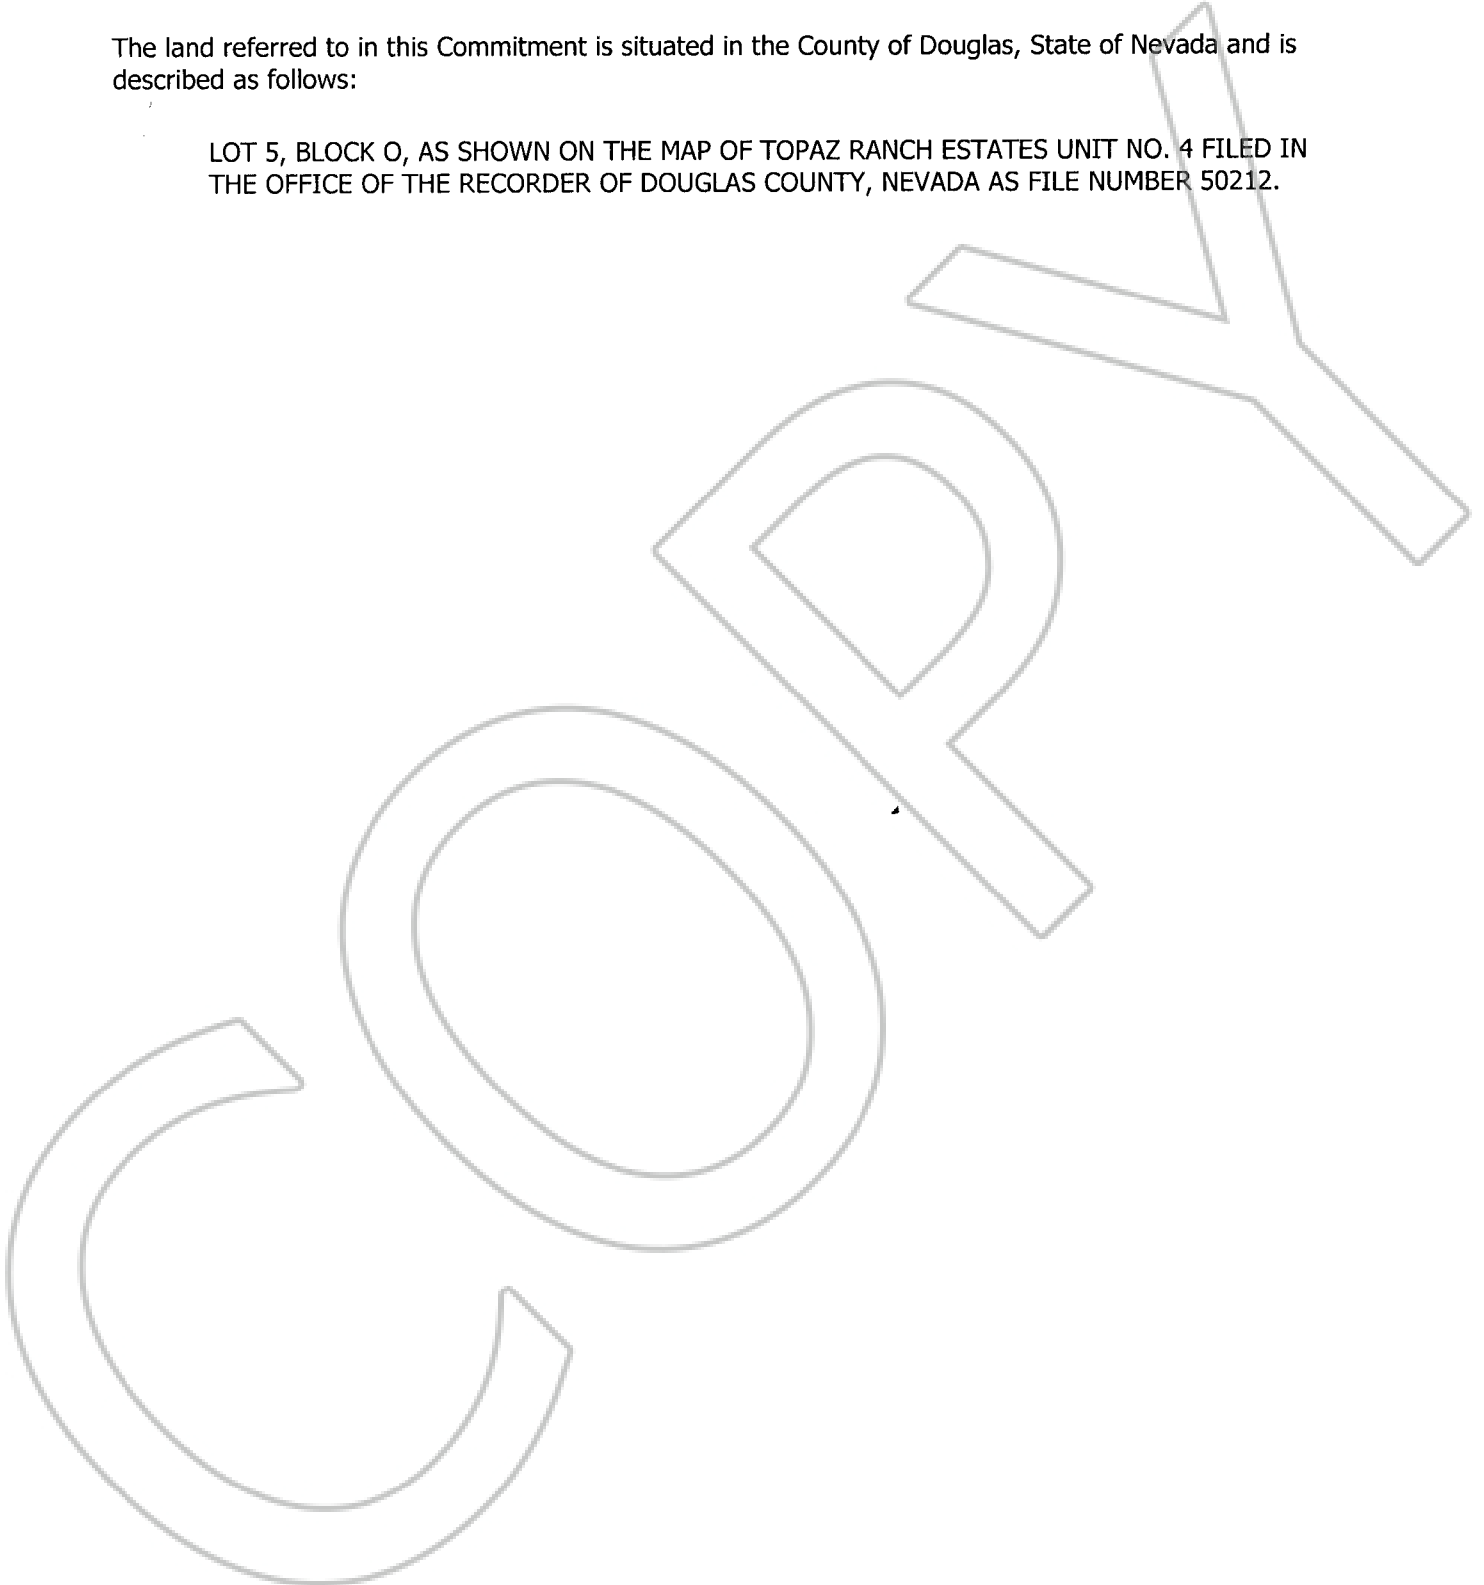 The land referred to in this Commitment is situated in the County of Douglas, State of Nevada and is
described as follows:
LOT 5, BLOCK O, AS SHOWN ON THE MAP OF TOPAZ RANCH ESTATES UNIT NO. 4 FILED IN
THE OFFICE OF THE RECORDER OF DOUGLAS COUNTY, NEVADA AS FILE NUMBER 50212.
COPY